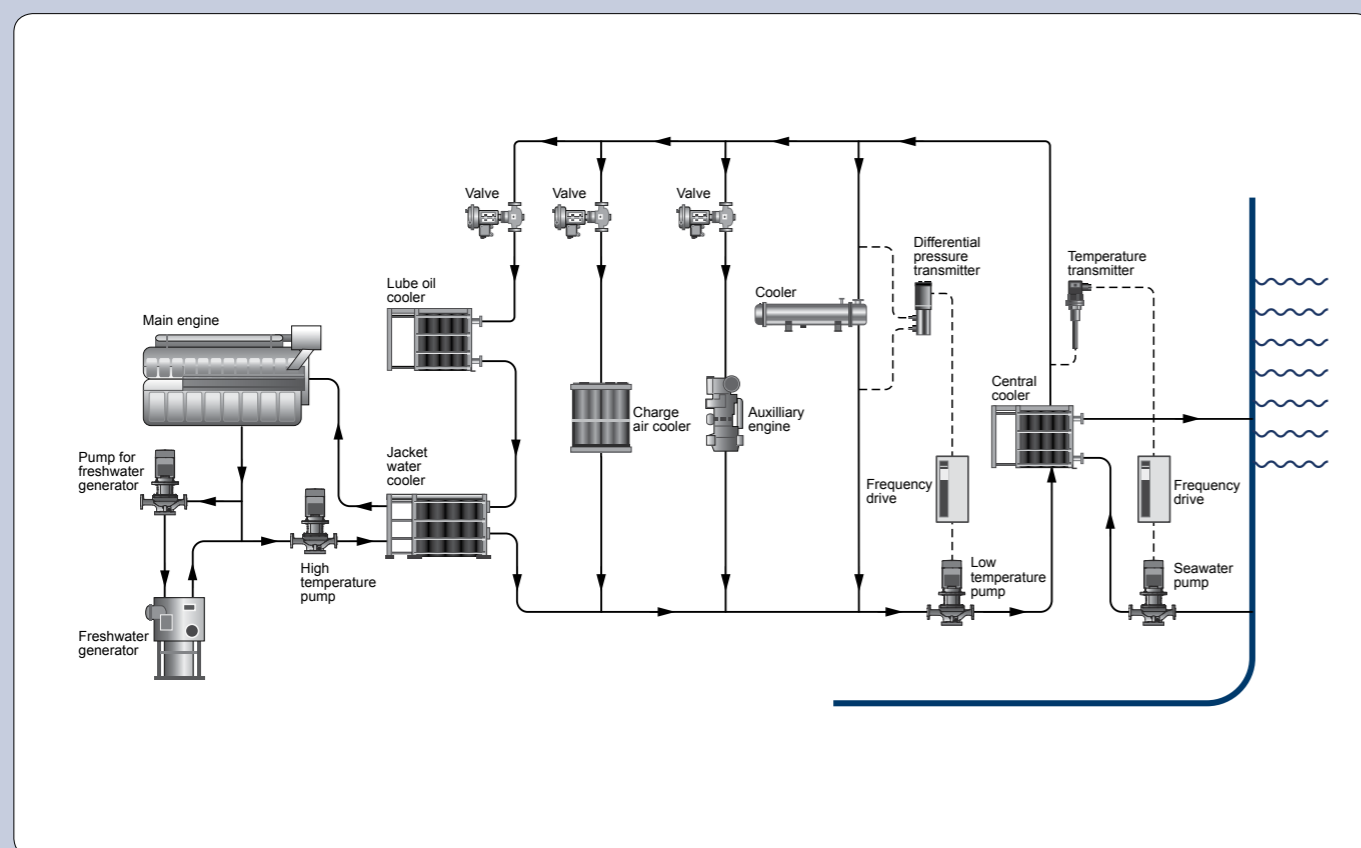 Valve
Valve
Valve
Differential
pressure
transmitter
Temperature
transmitter
Lube oil
cooler
Cooler
Main engine
Central
cooler
Charge
air cooler
Auxilliary
engine
Pump for
freshwater
generator
Jacket
water
cooler
Frequency
drive
Frequency
drive
High
temperature
pump
Low
temperature
pump
Seawater
pump
Freshwater
generator